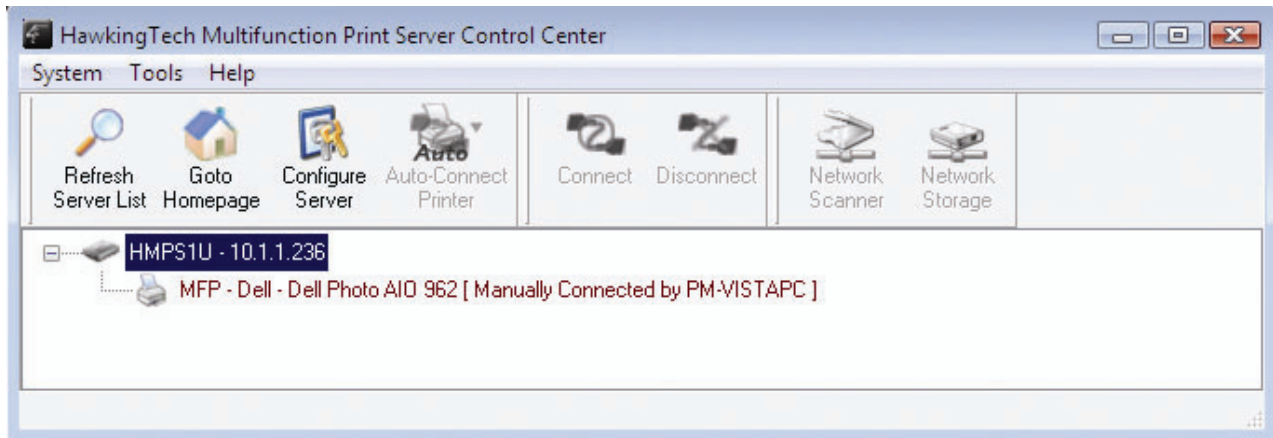 HawkingTech Multifunction Print Server Control Center
System Tools Help
Auto
Refresh Server List
Goto Homepage
Configure Server
Auto-Connect Printer
Connect
Disconnect
Network Scanner
Network Storage
HMPS1U - 10.1.1.236
MFP - Dell - Dell Photo AIO 962 [ Manually Connected by PM-VISTAPC ]